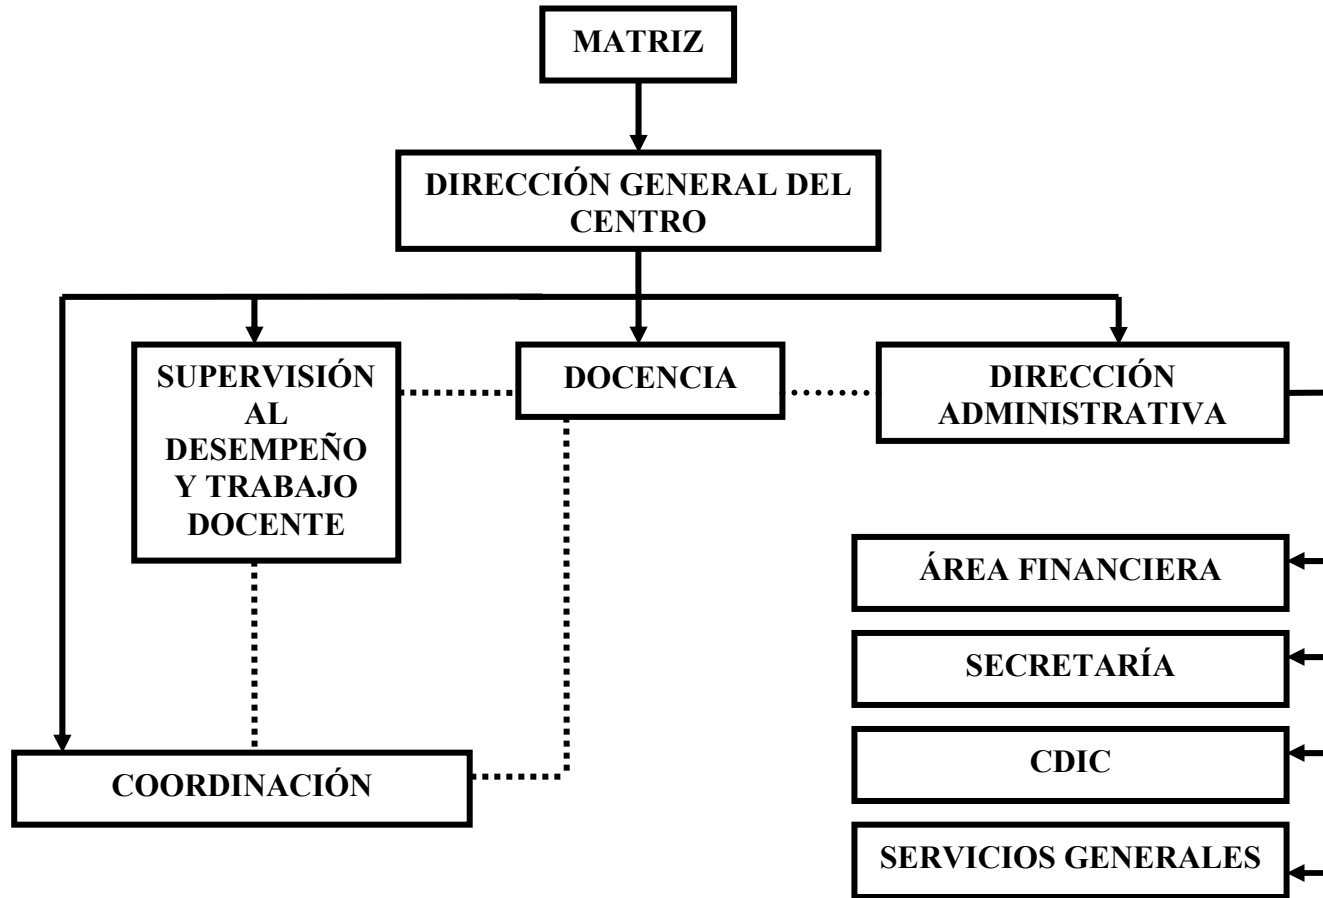 MATRIZ
DIRECCIÓN GENERAL DEL
CENTRO
SUPERVISIÓN
AL
DESEMPEÑO
Y TRABAJO
DOCENTE
DOCENCIA
DIRECCIÓN
ADMINISTRATIVA
ÁREA FINANCIERA
SECRETARÍA
CDIC
COORDINACIÓN
SERVICIOS GENERALES